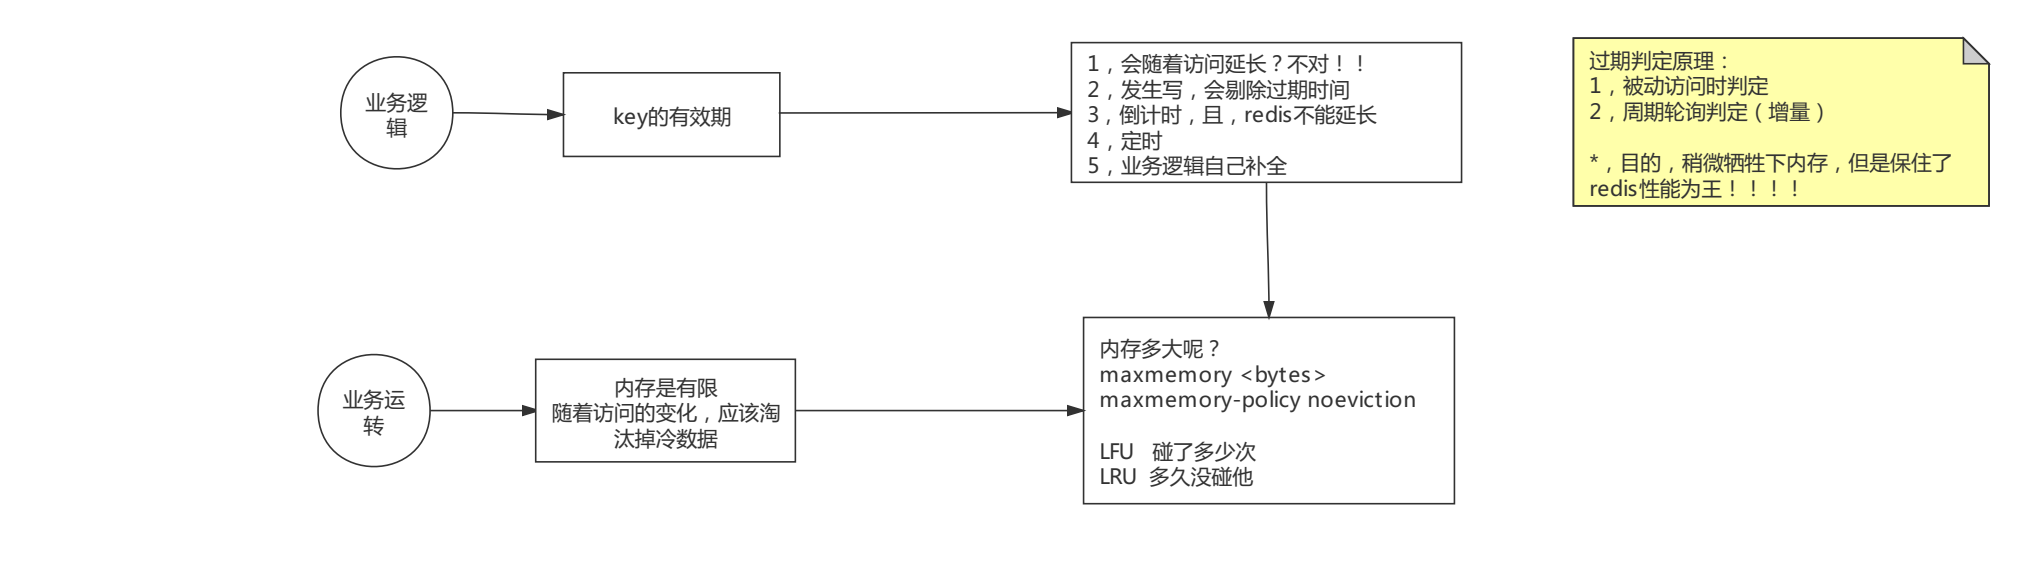 业务逻
辑
key的有效期
1，会随着访问延长？不对！！
2，发生写，会剔除过期时间
3，倒计时，且，redis不能延长
4，定时
5，业务逻辑自己补全
过期判定原理：
1，被动访问时判定
2，周期轮询判定（增量）
*，目的，稍微牺牲下内存，但是保住了
redis性能为王！！！！
业务运
转
内存是有限
随着访问的变化，应该淘
汰掉冷数据
内存多大呢？
maxmemory <bytes>
maxmemory-policy noeviction
LFU 碰了多少次
LRU 多久没碰他